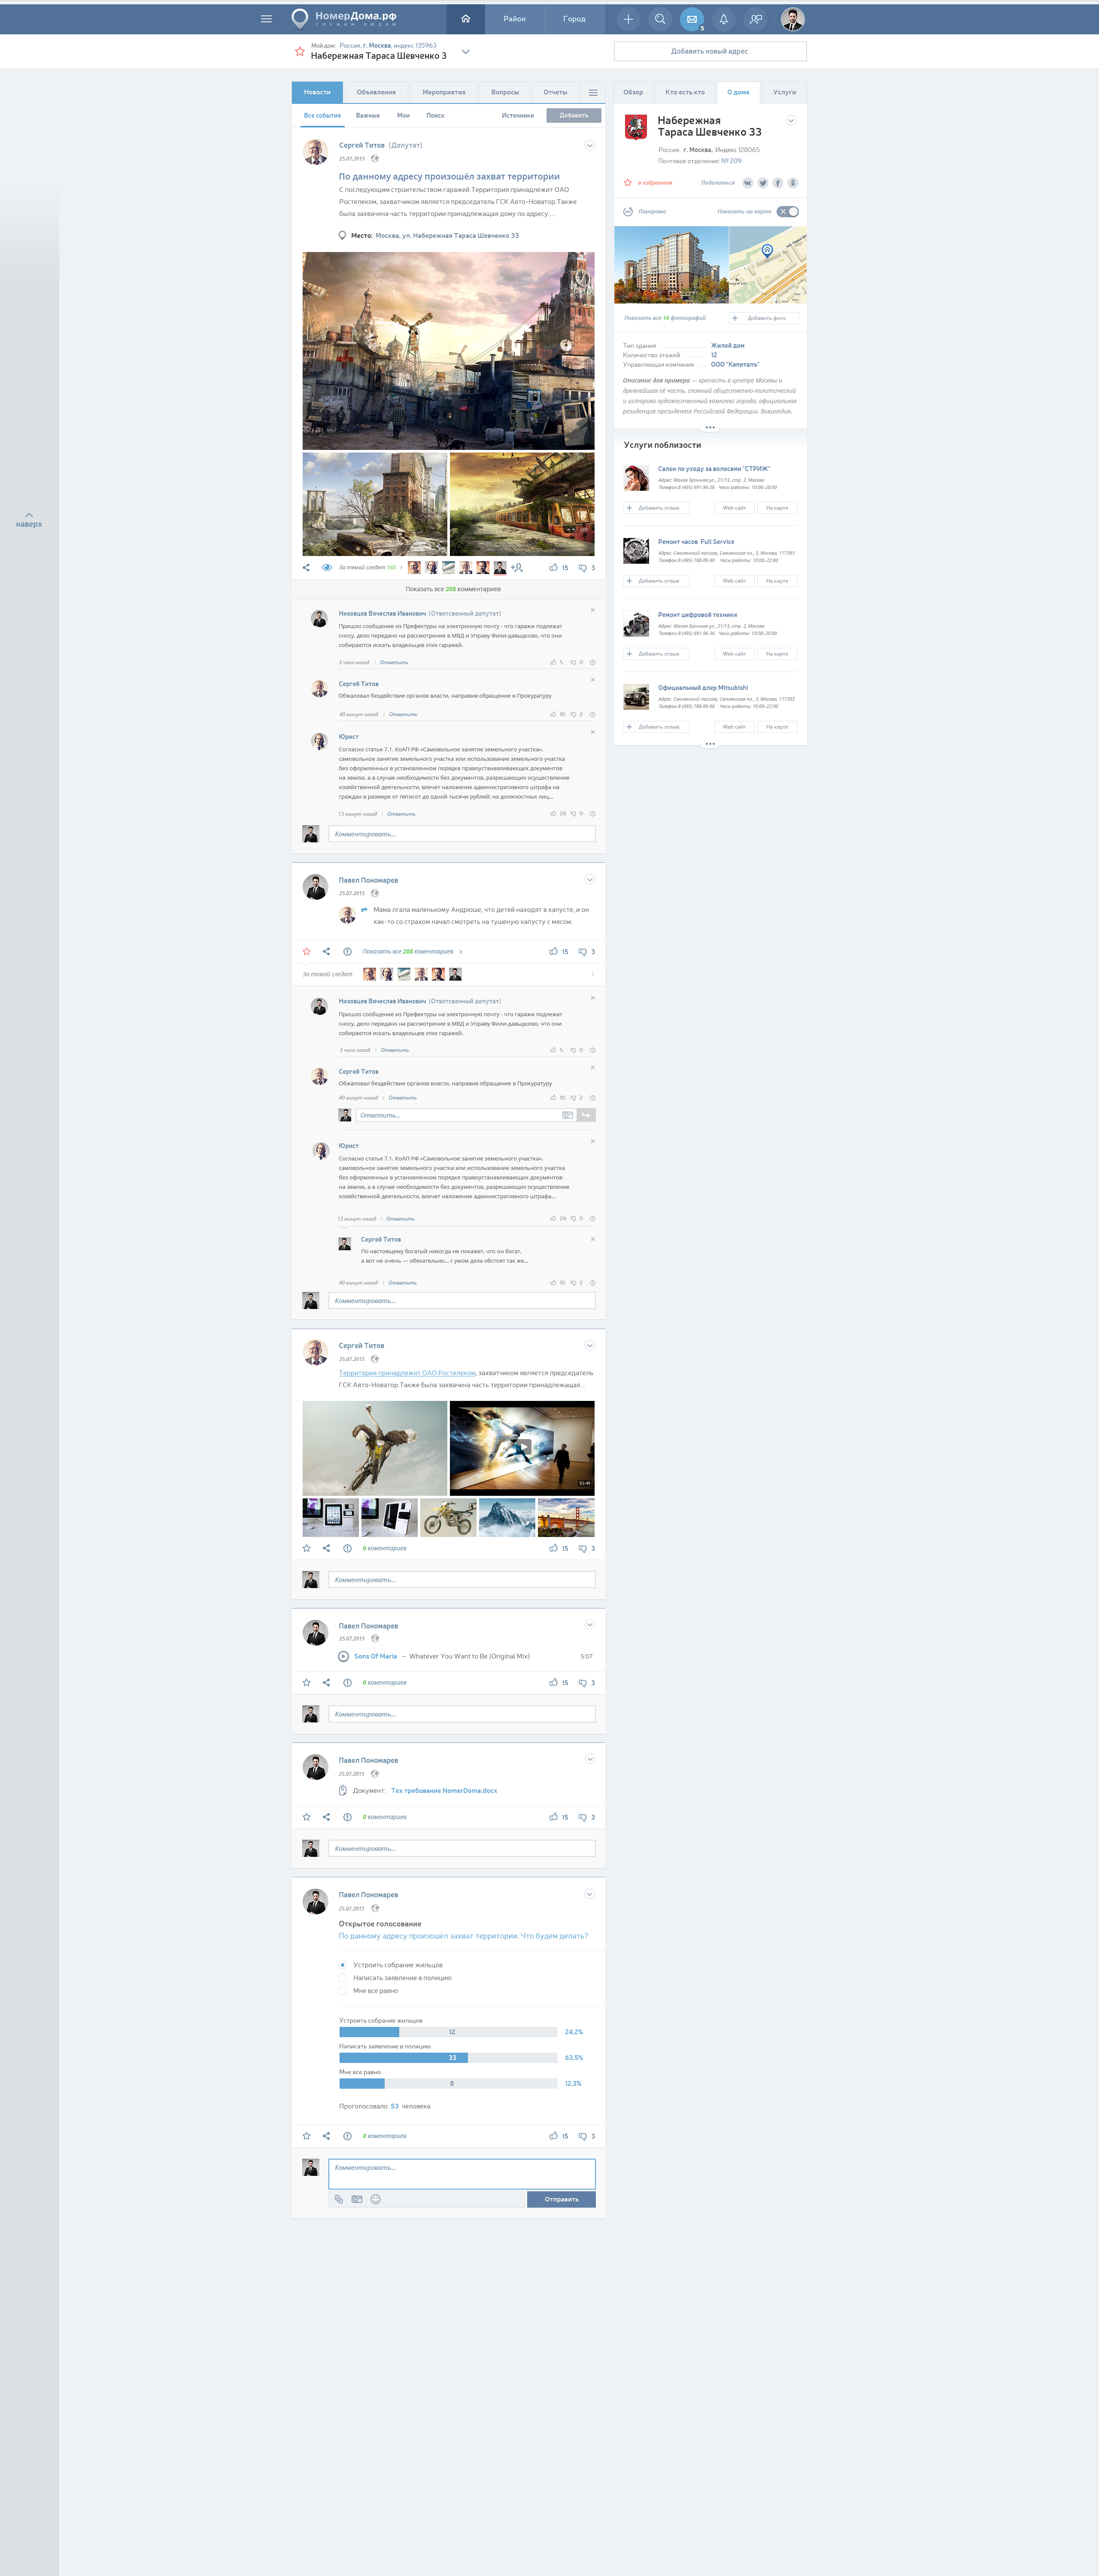 НомерДома.рф
Район
Город
5
Мой дом: Россия, г. Москва, индекс 135963
Набережная Тараса Шевченко 3
Добавить новый адрес
наверх
Новости
Объявления
Мероприятия
Вопросы
Отчеты
Все события
Важные
Мои
Поиск
Источники
Добавить
Сергей Титов (Депутат)
25.07.2015
По данному адресу произошёл захват территории
С последующим строительством гаражей.Территория принадлежит ОАО
Ростелеком, захватчиком является председатель ГСК Авто-Новатор.Также
была захвачена часть территории принадлежащая дому по адресу....
Место: Москва, ул. Набережная Тараса Шевченко 33
За темой следят 103
15
3
Показать все 208 комментариев
Низовцев Вячеслав Иванович (Ответсвенный депутат)
Пришло сообщение из Префектуры на электронную почту - что гаражи подлежат
сносу, дело передано на рассмотрение в МВД и Управу Фили-давыдково, что они
собираются искать владельцев этих гаражей.
3 часа назад
Ответить
5
0
Сергей Титов
Обжаловал бездействие органов власти, направив обращение в Прокуратуру
40 минут назад
Ответить
10
2
Юрист
Согласно статье 7.1. КоАП РФ «Самовольное занятие земельного участка».
самовольное занятие земельного участка или использование земельного участка
без оформленных в установленном порядке правоустанавливающих документов
на землю, а в случае необходимости без документов, разрешающих осуществление
хозяйственной деятельности, влечет наложение административного штрафа на
граждан в размере от пятисот до одной тысячи рублей; на должностных лиц...
13 минут назад
Ответить
26
0
Комментировать...
Павел Пономарев
25.07.2015
Мама лгала маленькому Андрюше, что детей находят в капусте, и он
как-то со страхом начал смотреть на тушеную капусту с мясом.
Показать все 208 коментариев
15
3
За темой следят
Низовцев Вячеслав Иванович (Ответсвенный депутат)
Пришло сообщение из Префектуры на электронную почту - что гаражи подлежат
сносу, дело передано на рассмотрение в МВД и Управу Фили-давыдково, что они
собираются искать владельцев этих гаражей.
3 часа назад
Ответить
5
0
Сергей Титов
Обжаловал бездействие органов власти, направив обращение в Прокуратуру
40 минут назад
Ответить
10
2
Ответить...
Юрист
Согласно статье 7.1. КоАП РФ «Самовольное занятие земельного участка».
самовольное занятие земельного участка или использование земельного участка
без оформленных в установленном порядке правоустанавливающих документов
на землю, а в случае необходимости без документов, разрешающих осуществление
хозяйственной деятельности, влечет наложение административного штрафа...
13 минут назад
Ответить
26
0
Сергей Титов
По настоящему богатый никогда не покажет, что он богат,
а вот не очень — обязательно... с умом дела обстоят так же...
40 минут назад
Ответить
10
2
Комментировать...
Сергей Титов
25.07.2015
Территория принадлежит ОАО Ростелеком, захватчиком является председатель
ГСК Авто-Новатор.Также была захвачена часть территории принадлежащая...
0 коментариев
15
3
Комментировать...
Павел Пономарев
25.07.2015
Sons Of Maria – Whatever You Want to Be (Original Mix)
5:07
0 коментариев
15
3
Комментировать...
Павел Пономарев
25.07.2015
Документ: Тех требование NomerDoma.docx
0 коментариев
15
3
Комментировать...
Павел Пономарев
25.07.2015
Открытое голосование
По данному адресу произошёл захват территории. Что будем делать?
Устроить собрание жильцов
Написать заявление в полицию
Мне все равно
Устроить собрание жильцов
12
24,2%
Написать заявление в полицию
33
63,5%
Мне все равно
8
12,3%
Проголосовало 53 человека
0 коментариев
15
3
Комментировать...
Отправить
Обзор
Кто есть кто
О доме
Услуги
Набережная
Тараса Шевченко 33
Россия, г. Москва, Индекс 128065
Почтовое отделение: № 209
в избранном
Поделиться
Панорама
Показать на карте
Показать все 18 фотографий
Добавить фото
Тип здания
Жилой дом
Количество этажей
12
Управляющая компания
ООО "Капиталъ"
Описание для примера — крепость в центре Москвы и
древнейшая её часть, главный общественно-политический
и историко-художественный комплекс города, официальная
резиденция президента Российской Федерации. Википедия.
Услуги поблизости
Салон по уходу за волосами "СТРИЖ"
Адрес: Малая Бронная ул., 21/13, стр. 2, Москва
Телефон:8 (495) 691-96-36 Часы работы: 10:00–20:00
Добавить отзыв
Web сайт
На карте
Ремонт часов Full Service
Адрес: Смоленский пассаж, Смоленская пл., 3, Москва, 117393
Телефон:8 (495) 788-89-90 Часы работы: 10:00–22:00
Добавить отзыв
Web сайт
На карте
Ремонт цифровой техники
Адрес: Малая Бронная ул., 21/13, стр. 2, Москва
Телефон:8 (495) 691-96-36 Часы работы: 10:00–20:00
Добавить отзыв
Web сайт
На карте
Официальный длер Mitsubishi
Адрес: Смоленский пассаж, Смоленская пл., 3, Москва, 117393
Телефон:8 (495) 788-89-90 Часы работы: 10:00–22:00
Добавить отзыв
Web сайт
На карте